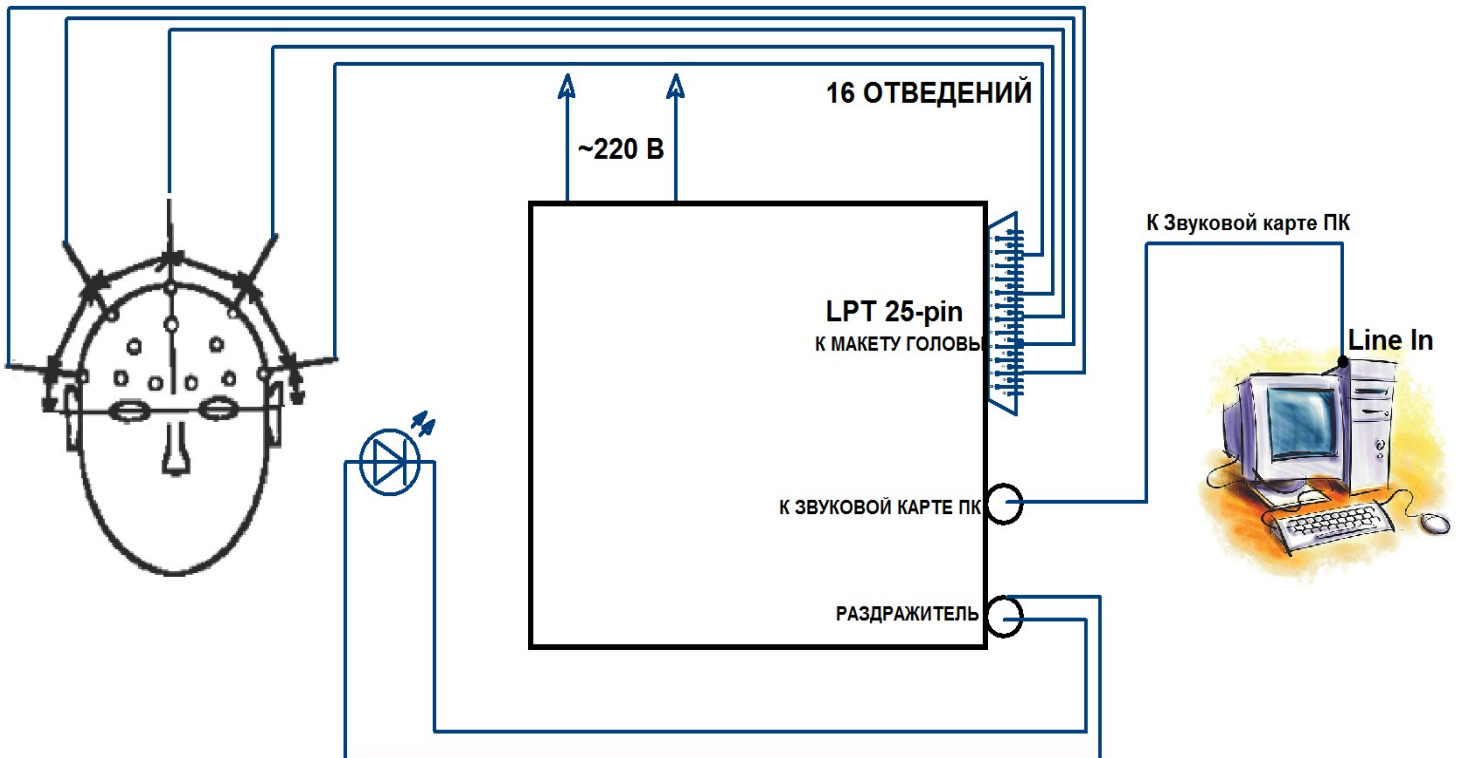 16 ОТВЕДЕНИЙ
~220 В
К Звуковой карте ПК
LPT 25-pin
К МАКЕТУ ГОЛОВЫ
Line In
К ЗВУКОВОЙ КАРТЕ ПК
РАЗДРАЖИТЕЛЬ